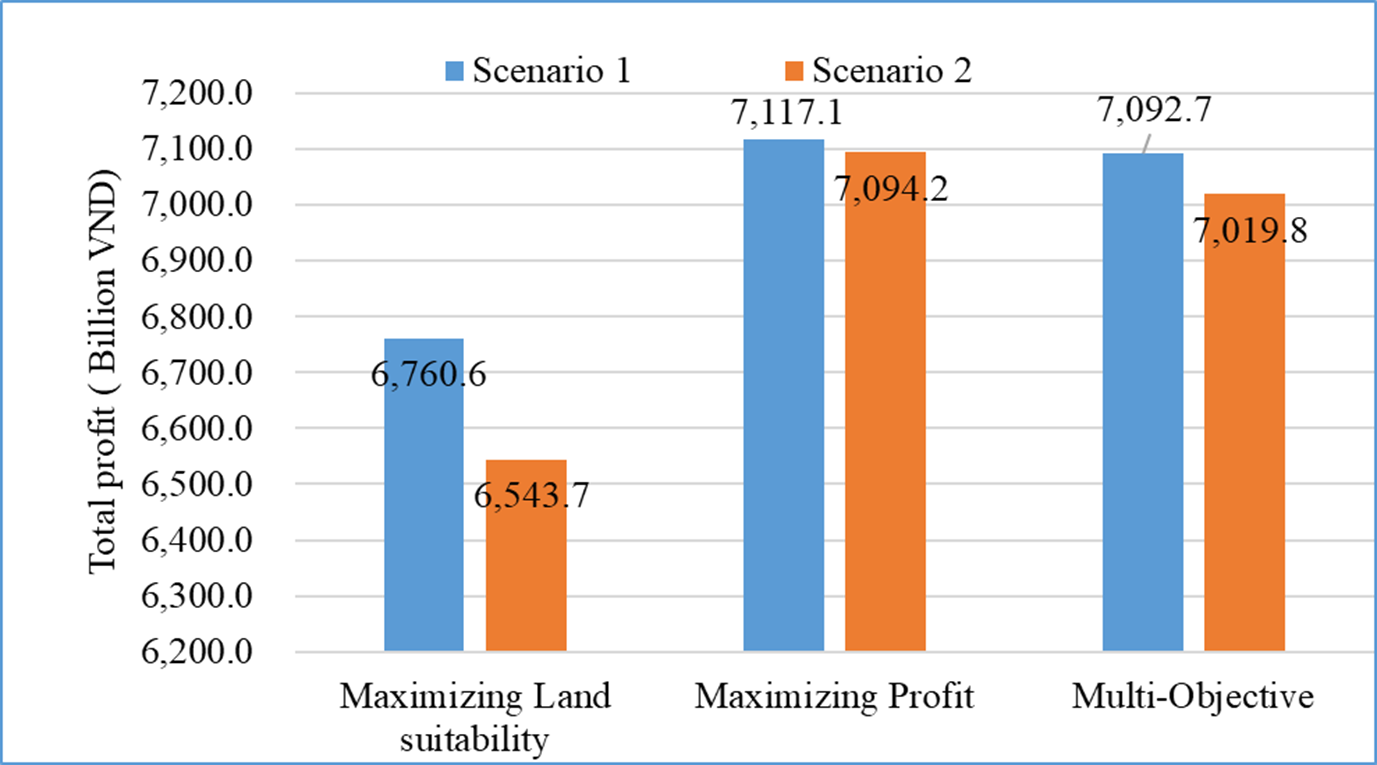 Scenario 1
Scenario 2
Total profit ( Billion VND)
7,200.0
7,100.0
7,000.0
6,900.0
6,800.0
6,700.0
6,600.0
6,500.0
6,400.0
6,300.0
6,200.0
6,760.6
6,543.7
7,117.1
7,094.2
7,092.7
7,019.8
Maximizing Land
suitability
Maximizing Profit
Multi-Objective